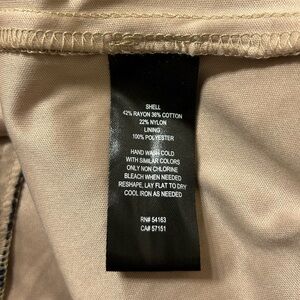 SHELL
42% RAYON 36% COTTON
22% NYLON
LINING
100% POLYESTER
HAND WASH COLD
WITH SIMILAR COLORS
ONLY NON CHLORINE
BLEACH WHEN NEEDED
RESHAPE, LAY FLAT TO DRY
COOL IRON AS NEEDED
RN# 54163
CA# 57151